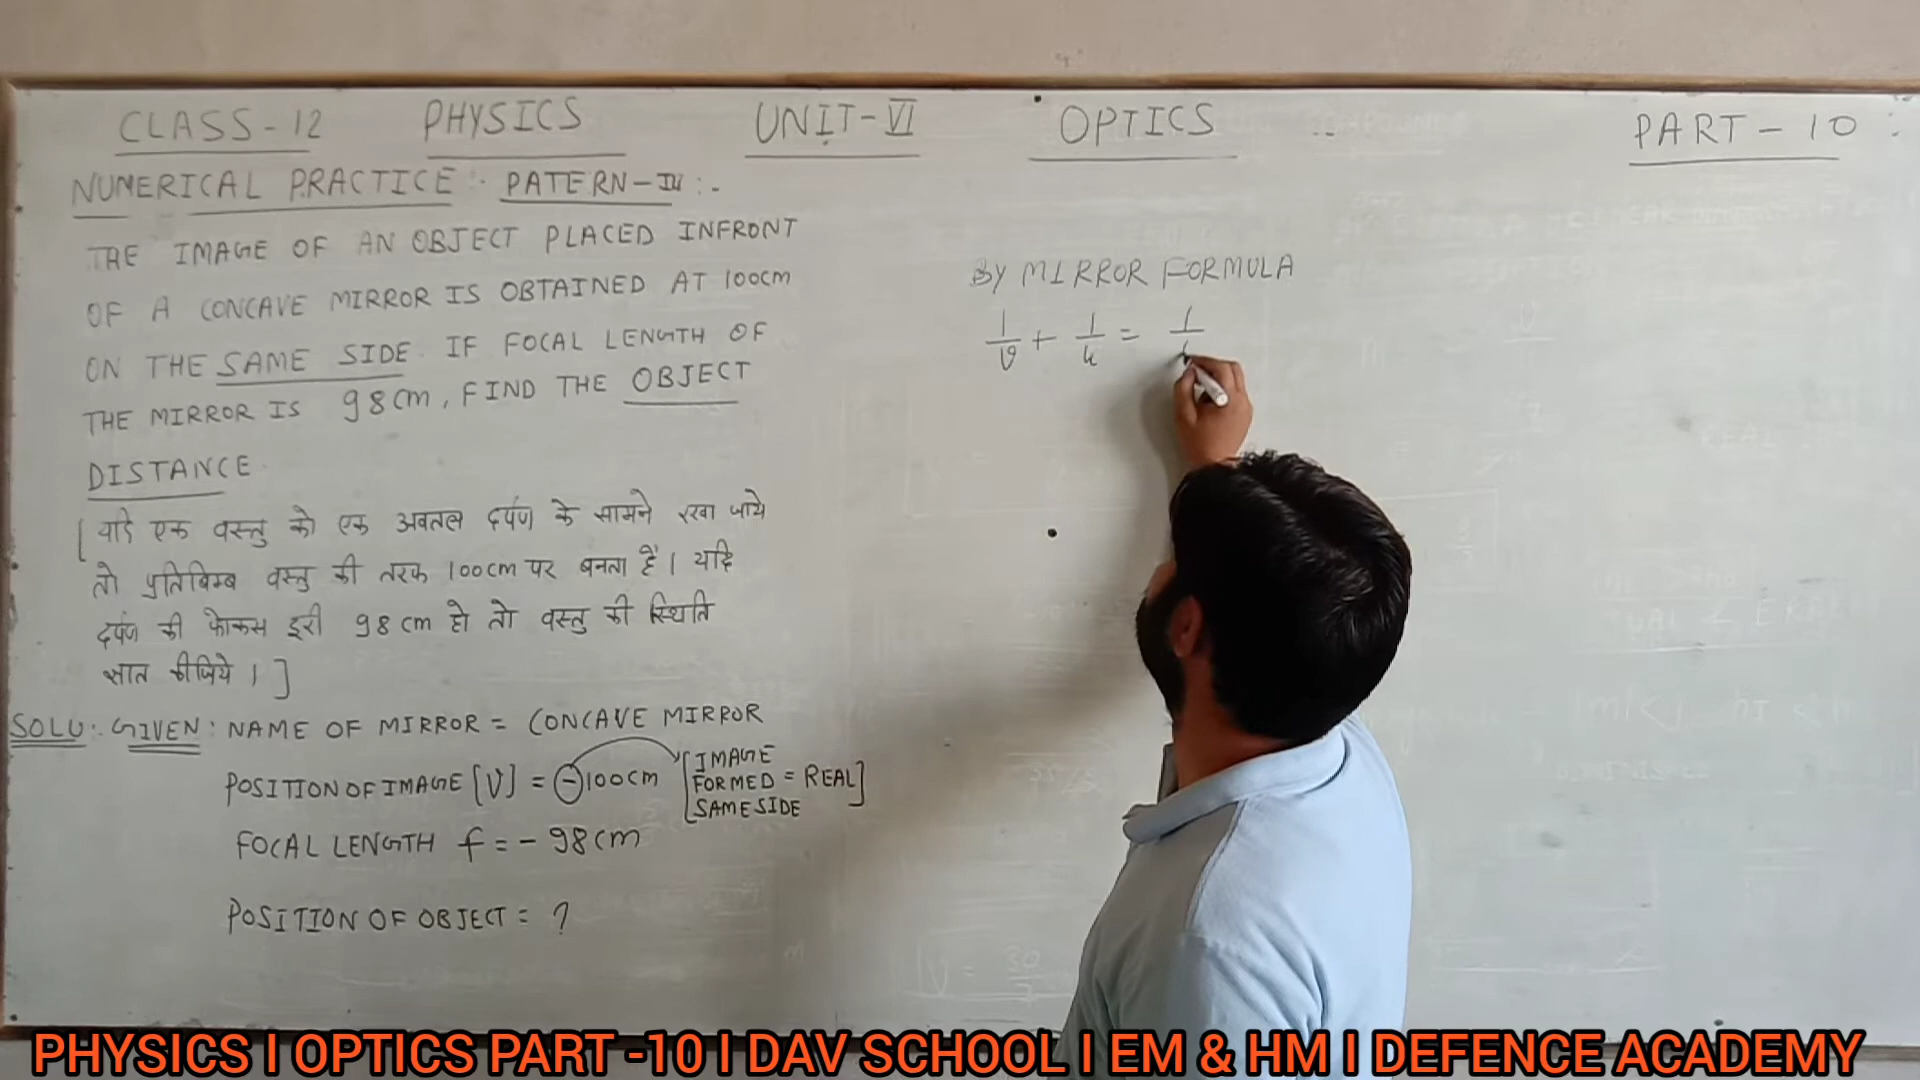 CLASS-12 PHYSICS UNIT-VI OPTICS PART-10:
NUMERICAL PRACTICE:- PATERN-IV:-
THE IMAGE OF AN OBJECT PLACED INFRONT
OF A CONCAVE MIRROR IS OBTAINED AT 100cm
ON THE SAME SIDE. IF FOCAL LENGTH OF
THE MIRROR IS 98cm, FIND THE OBJECT
DISTANCE.
[यदि एक वस्तु को एक अवतल दर्पण के सामने रखा जाये
तो प्रतिबिम्ब वस्तु की तरफ 100cm पर बनता है। यदि
दर्पण की फोकस दूरी 98cm हो तो वस्तु की स्थिति
ज्ञात कीजिये।]
SOLU:. GIVEN: NAME OF MIRROR = CONCAVE MIRROR
POSITION OF IMAGE [V] = -100cm [IMAGE
FORMED = REAL]
SAME SIDE
FOCAL LENGTH f = -98cm
POSITION OF OBJECT = ?
BY MIRROR FORMULA
1/v + 1/u = 1/
PHYSICS I OPTICS PART -10 I DAV SCHOOL I EM & HM I DEFENCE ACADEMY